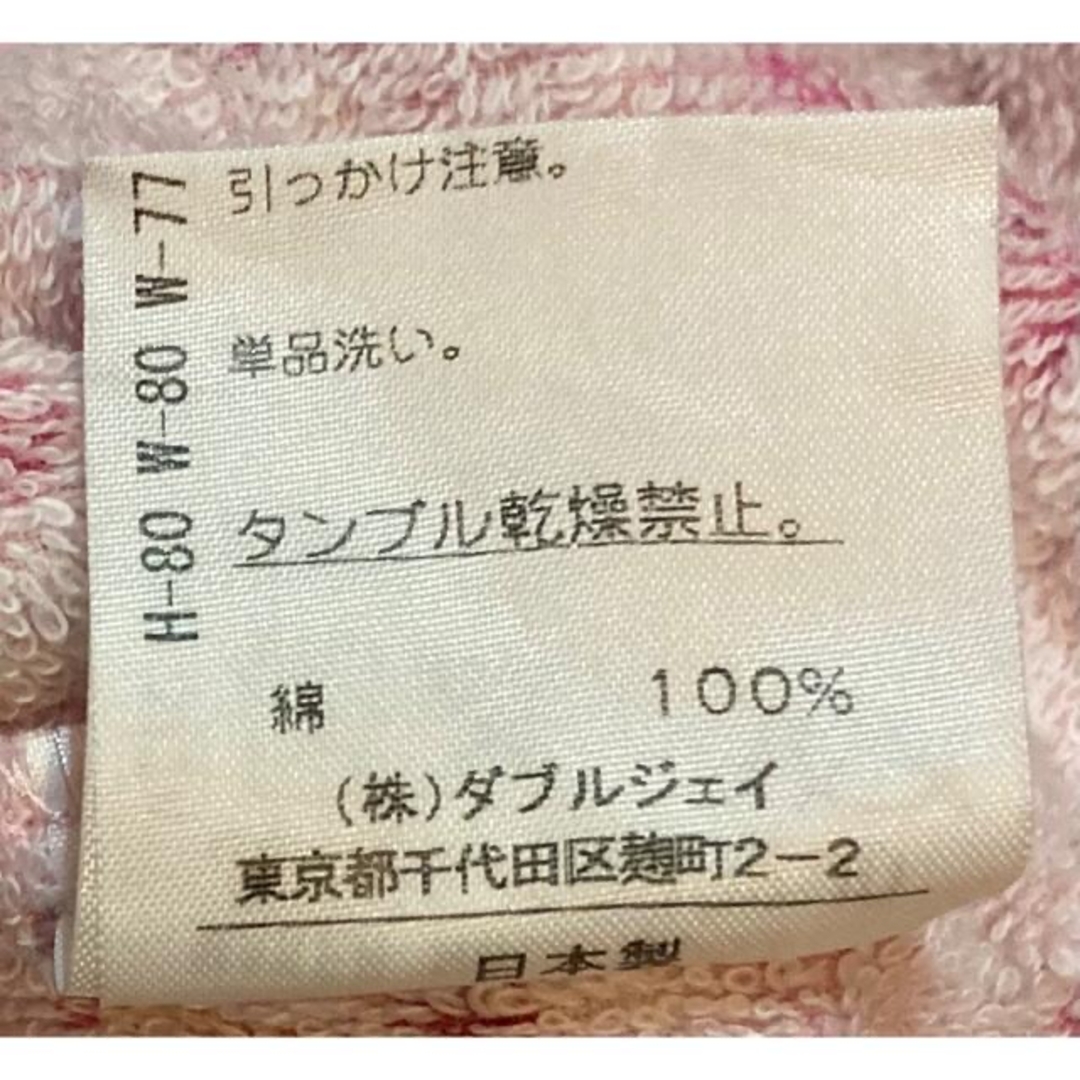 引っかけ注意。
単品洗い。
タンブル乾燥禁止。
綿 100%
(株)ダブルジェイ
東京都千代田区麹町2-2
日本製
H-80 W-80 W-77